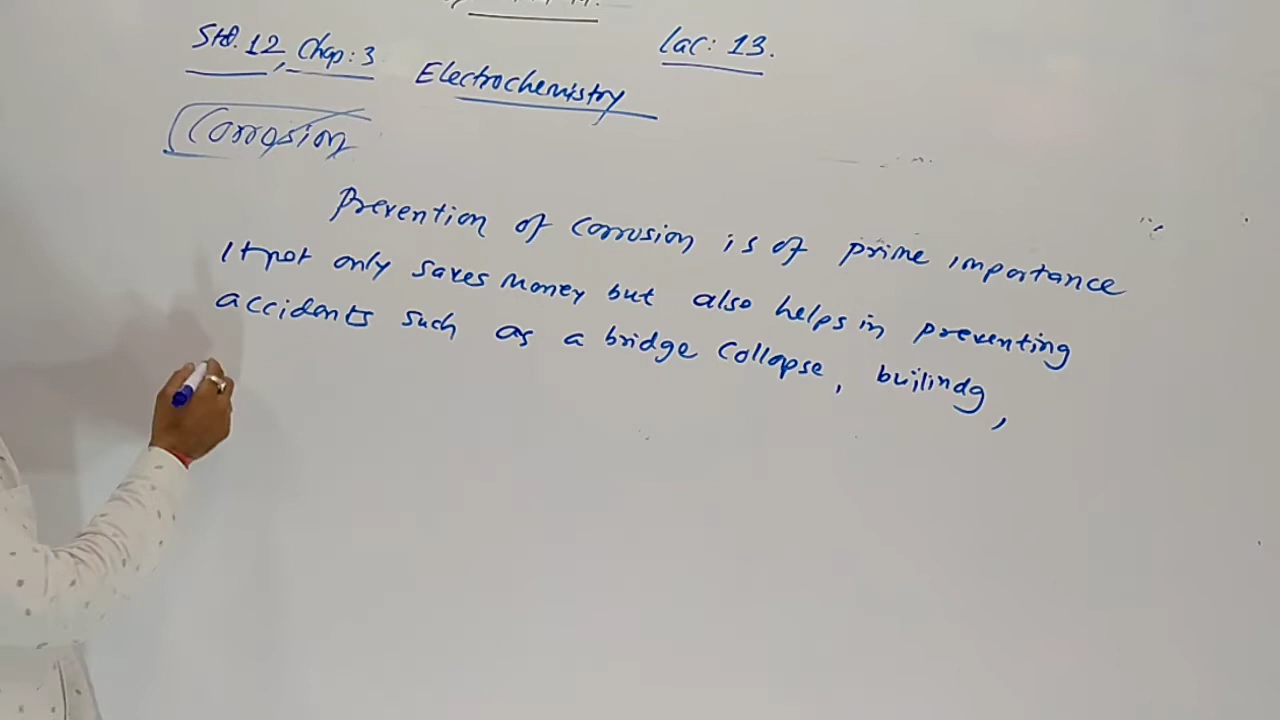 Std. 12, Chap: 3
Lac: 13.
Electrochemistry
Corrosion
Prevention of Corrosion is of prime importance
It not only saves money but also helps in preventing
accidents such as a bridge Collapse, builindg,